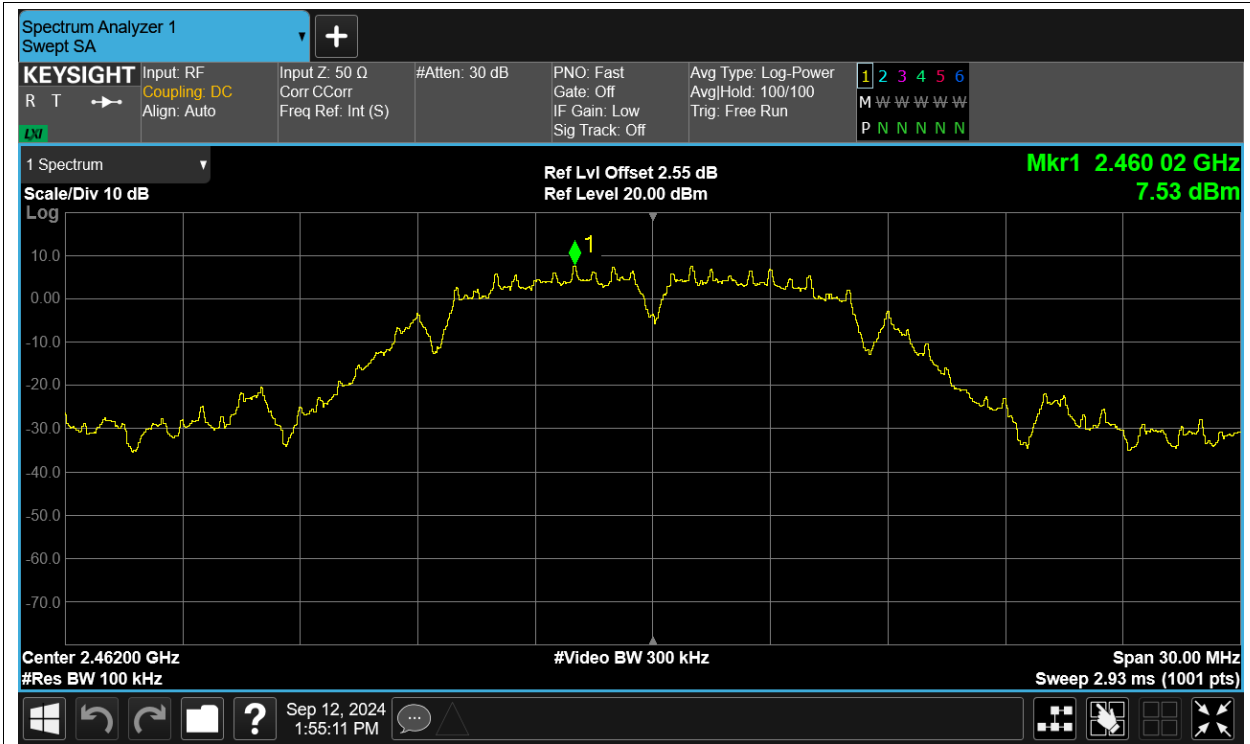 Spectrum Analyzer 1
Swept SA
+
KEYSIGHT
R T
LXI
Input: RF
Coupling: DC
Align: Auto
Input Z: 50 Ω
Corr CCorr
Freq Ref: Int (S)
#Atten: 30 dB
PNO: Fast
Gate: Off
IF Gain: Low
Sig Track: Off
Avg Type: Log-Power
Avg|Hold: 100/100
Trig: Free Run
1 2 3 4 5 6
M W W W W W
P N N N N N
1 Spectrum
Scale/Div 10 dB
Log
Ref Lvl Offset 2.55 dB
Ref Level 20.00 dBm
Mkr1 2.460 02 GHz
7.53 dBm
1
10.0
0.00
-10.0
-20.0
-30.0
-40.0
-50.0
-60.0
-70.0
Center 2.46200 GHz
#Res BW 100 kHz
#Video BW 300 kHz
Span 30.00 MHz
Sweep 2.93 ms (1001 pts)
?
Sep 12, 2024
1:55:11 PM